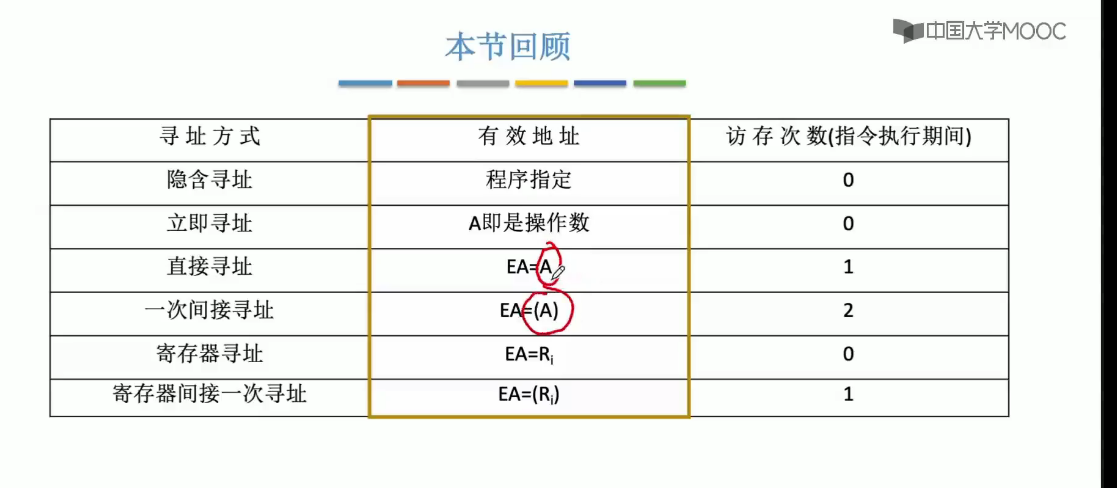 中国大学MOOC
本节回顾
寻址方式 有效地址 访存次数(指令执行期间)
隐含寻址 程序指定 0
立即寻址 A即是操作数 0
直接寻址 EA=A 1
一次间接寻址 EA=(A) 2
寄存器寻址 EA=Ri 0
寄存器间接一次寻址 EA=(Ri) 1